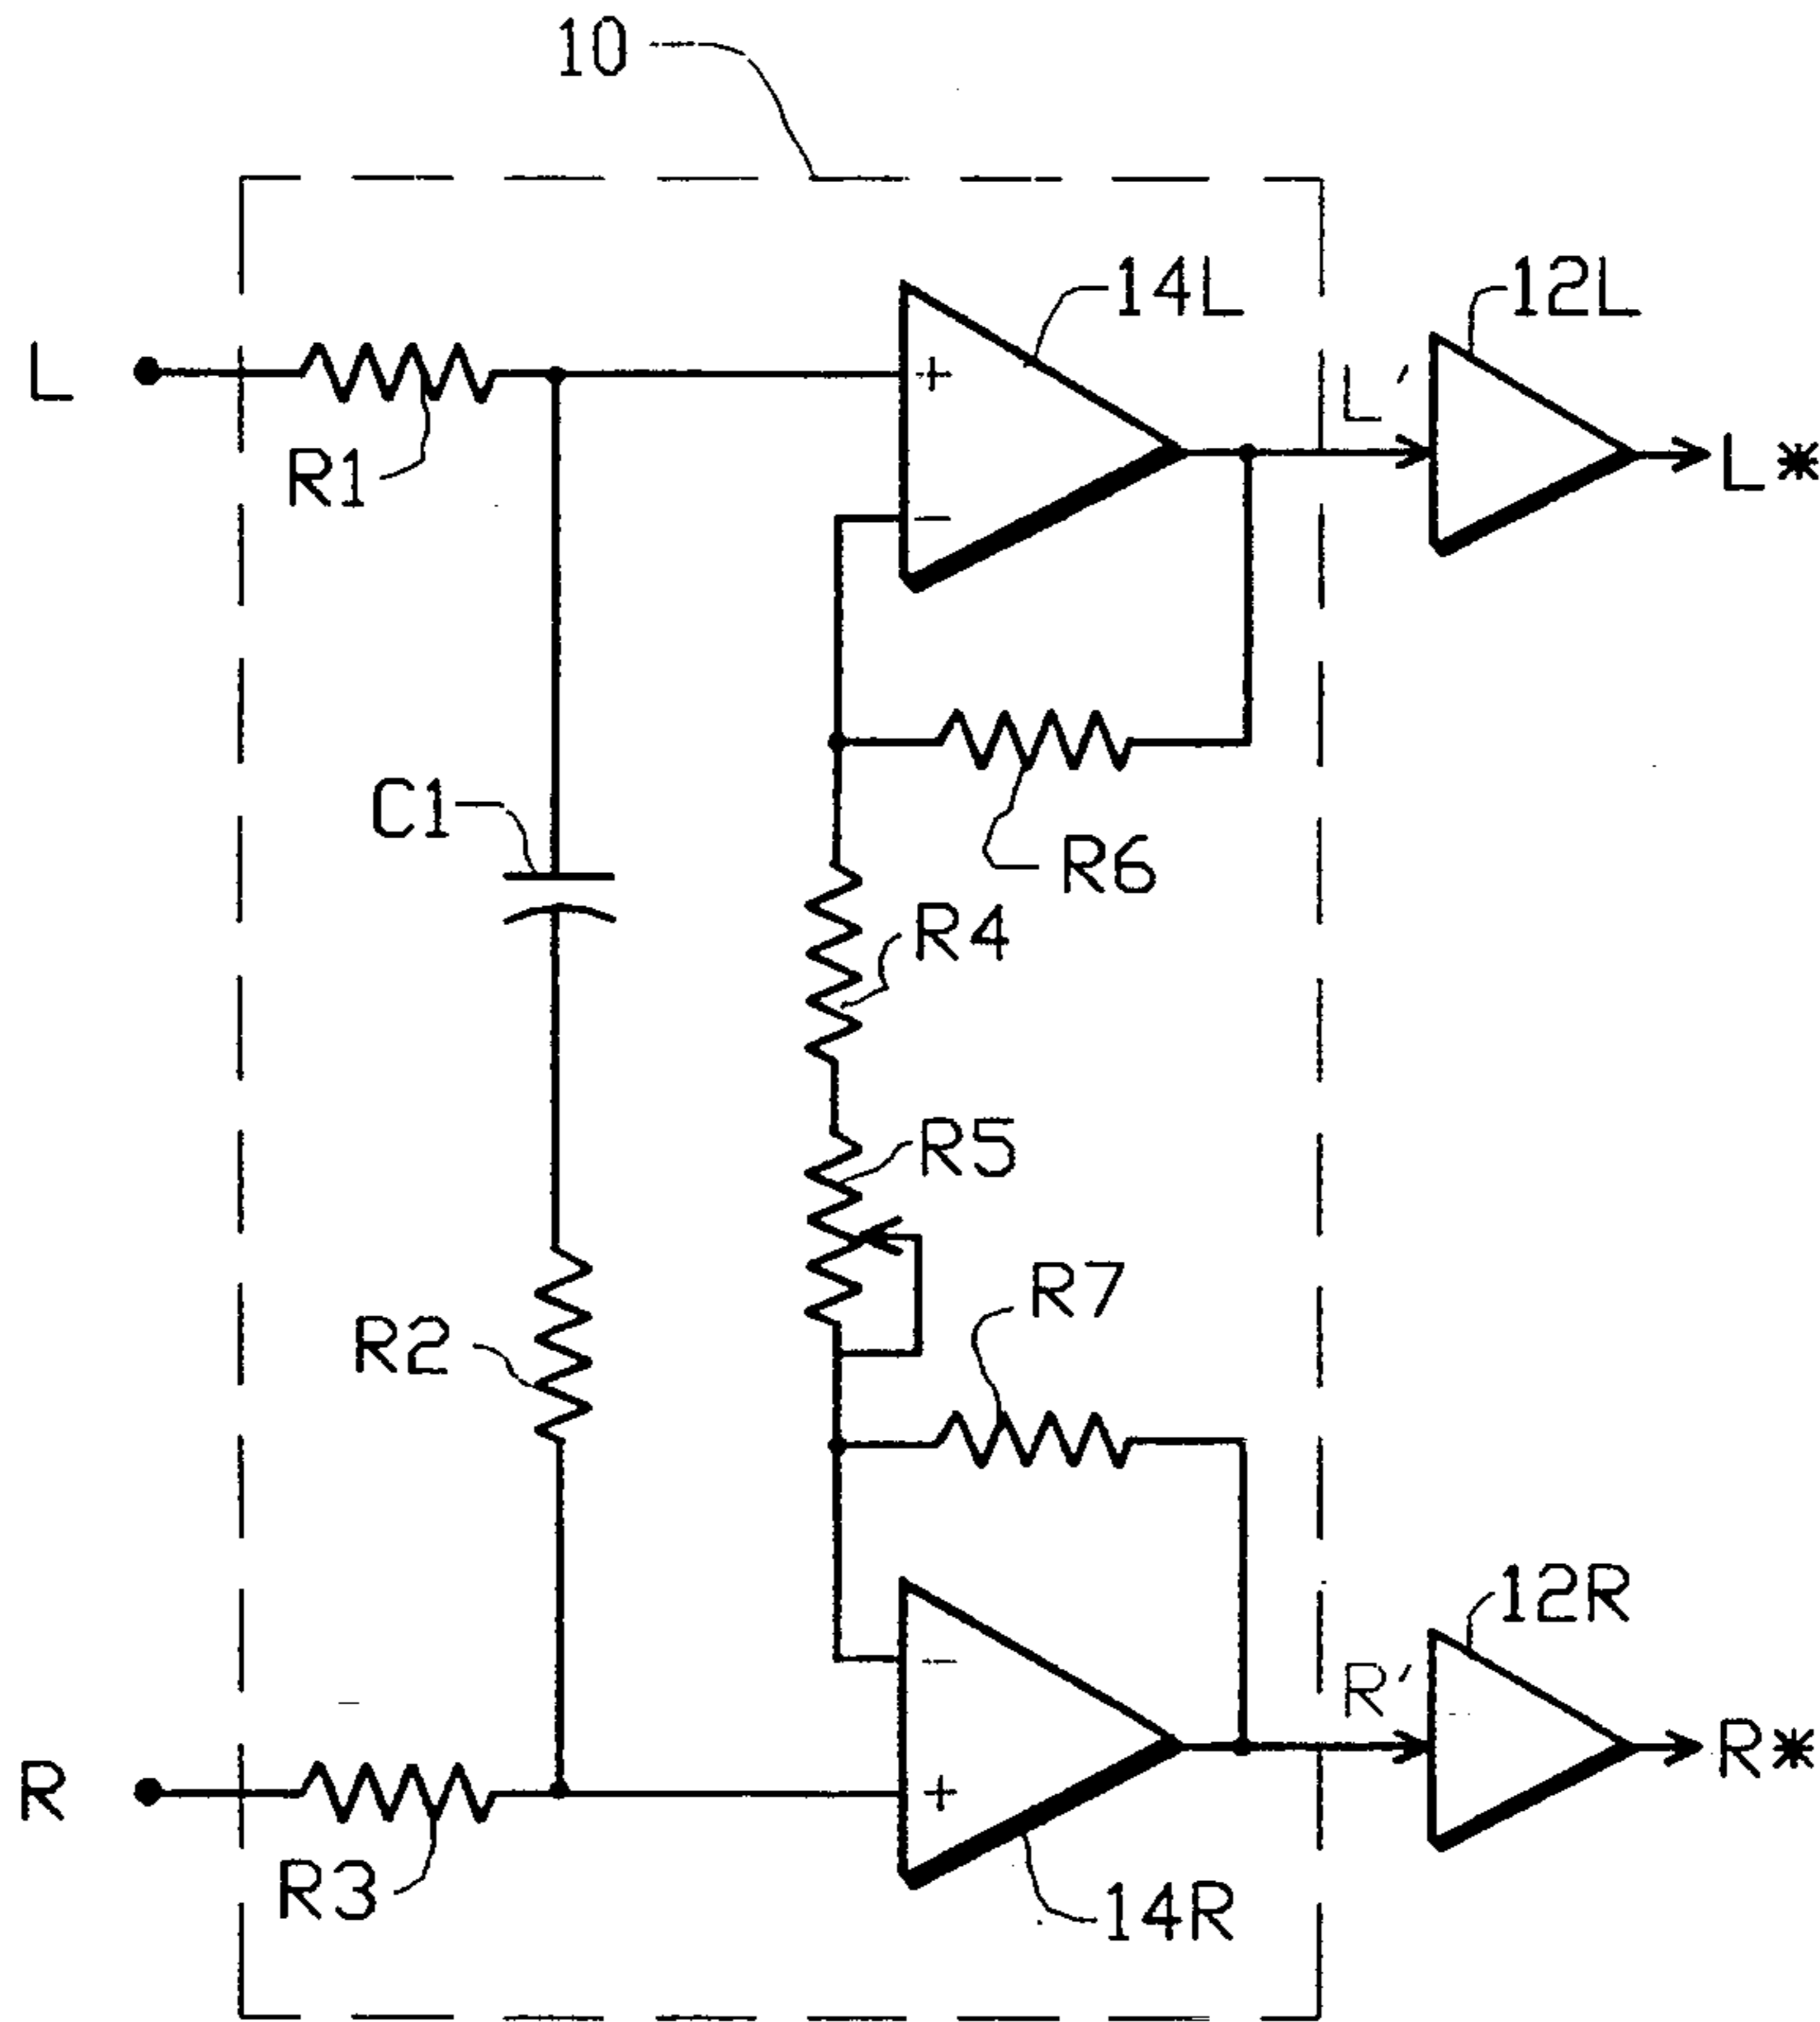 10
14L
12L
L
+
L′
R1
L*
−
C1
R6
R4
R5
R7
R2
12R
−
R′
R
+
R*
R3
14R